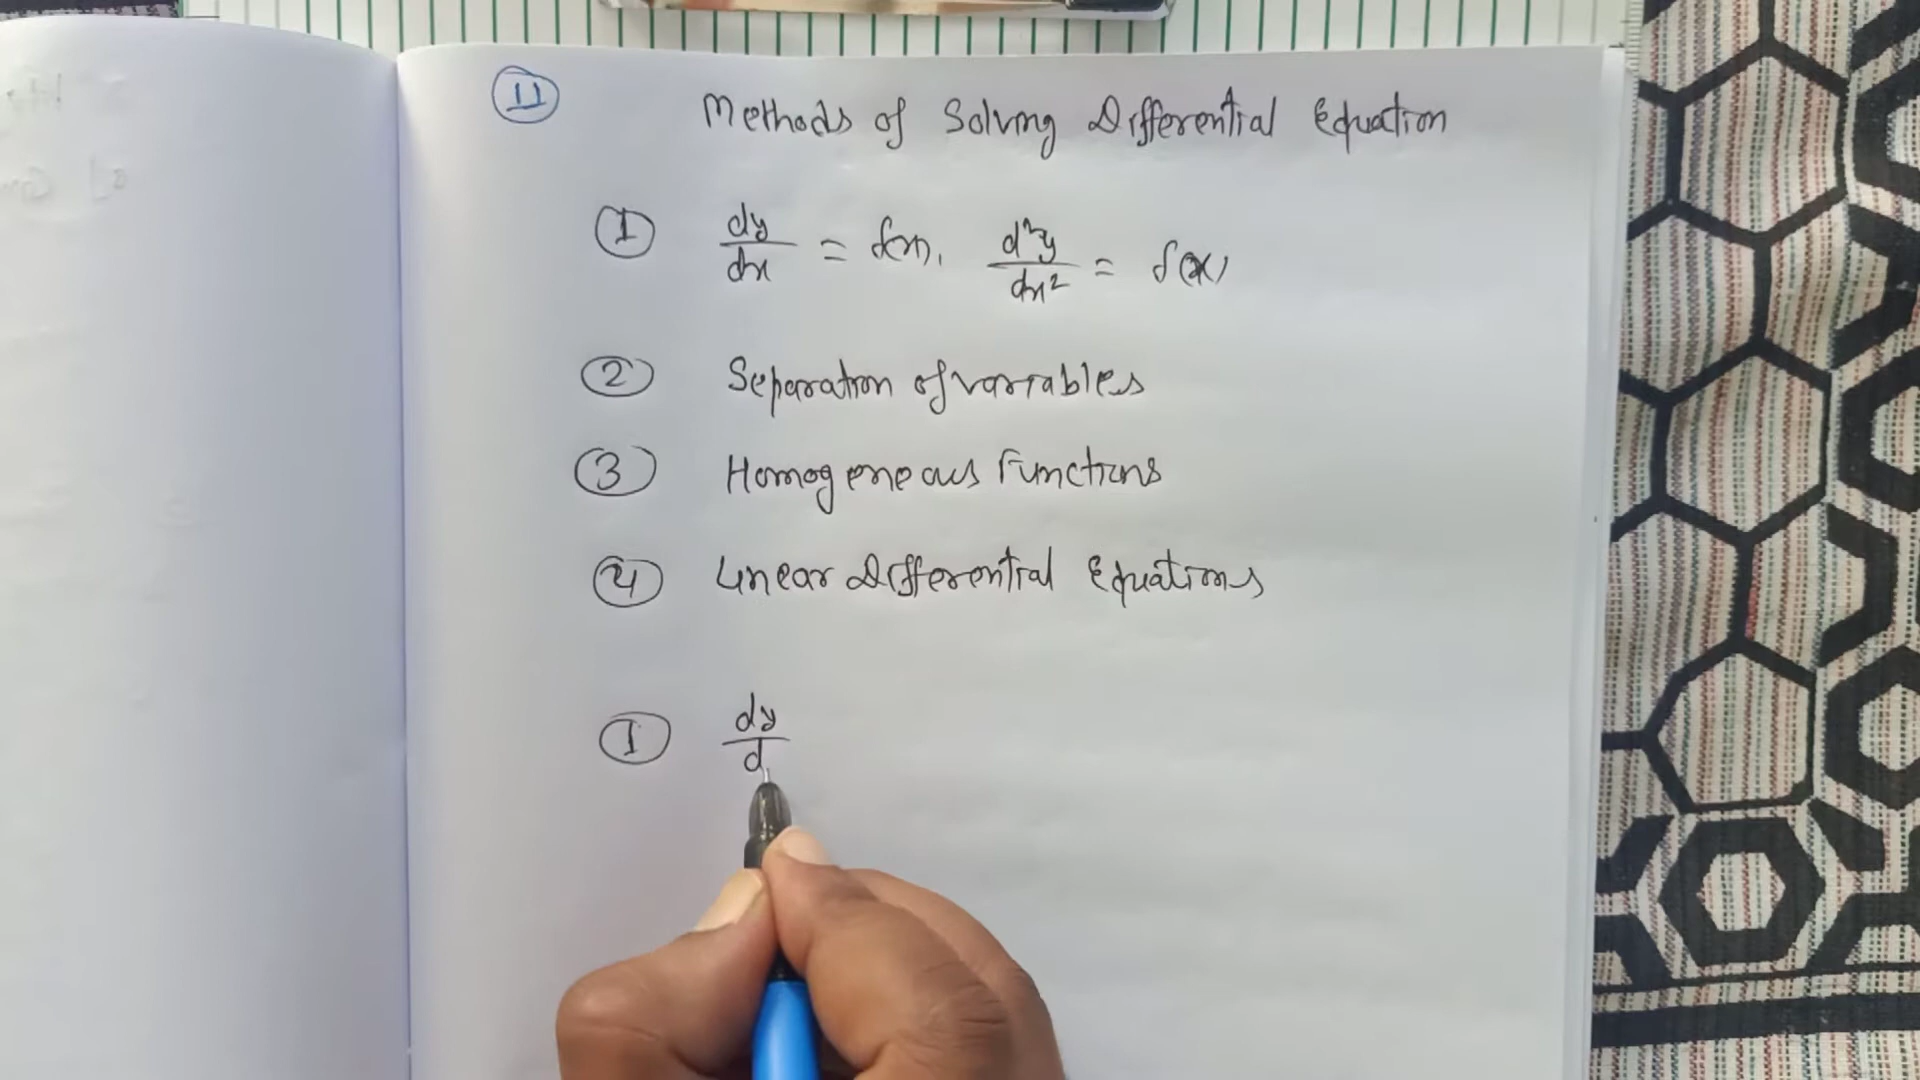 11 Methods of Solving Differential Equation
① dy/dx = f(x), d²y/dx² = f(x)
② Separation of variables
③ Homogeneous Functions
④ Linear Differential Equations
① dy/d